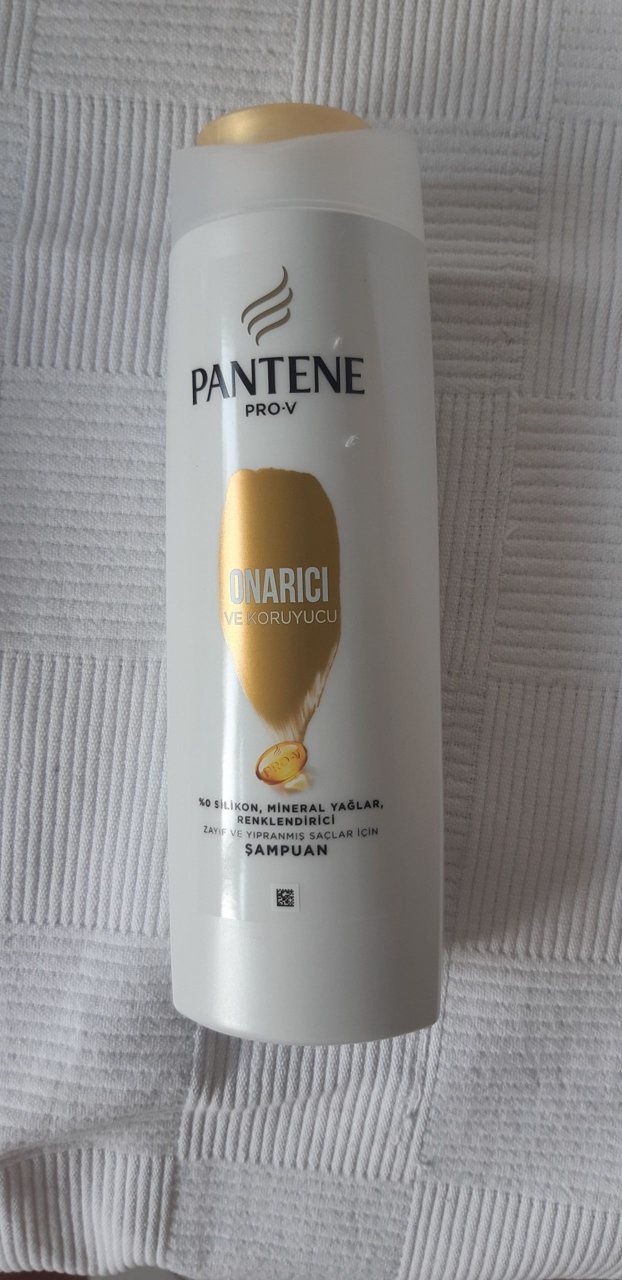 PANTENE
PRO-V
ONARICI
VE KORUYUCU
PRO-V
%0 SİLİKON, MİNERAL YAĞLAR,
RENKLENDİRİCİ
ZAYIF VE YIPRANMIŞ SAÇLAR İÇİN
ŞAMPUAN